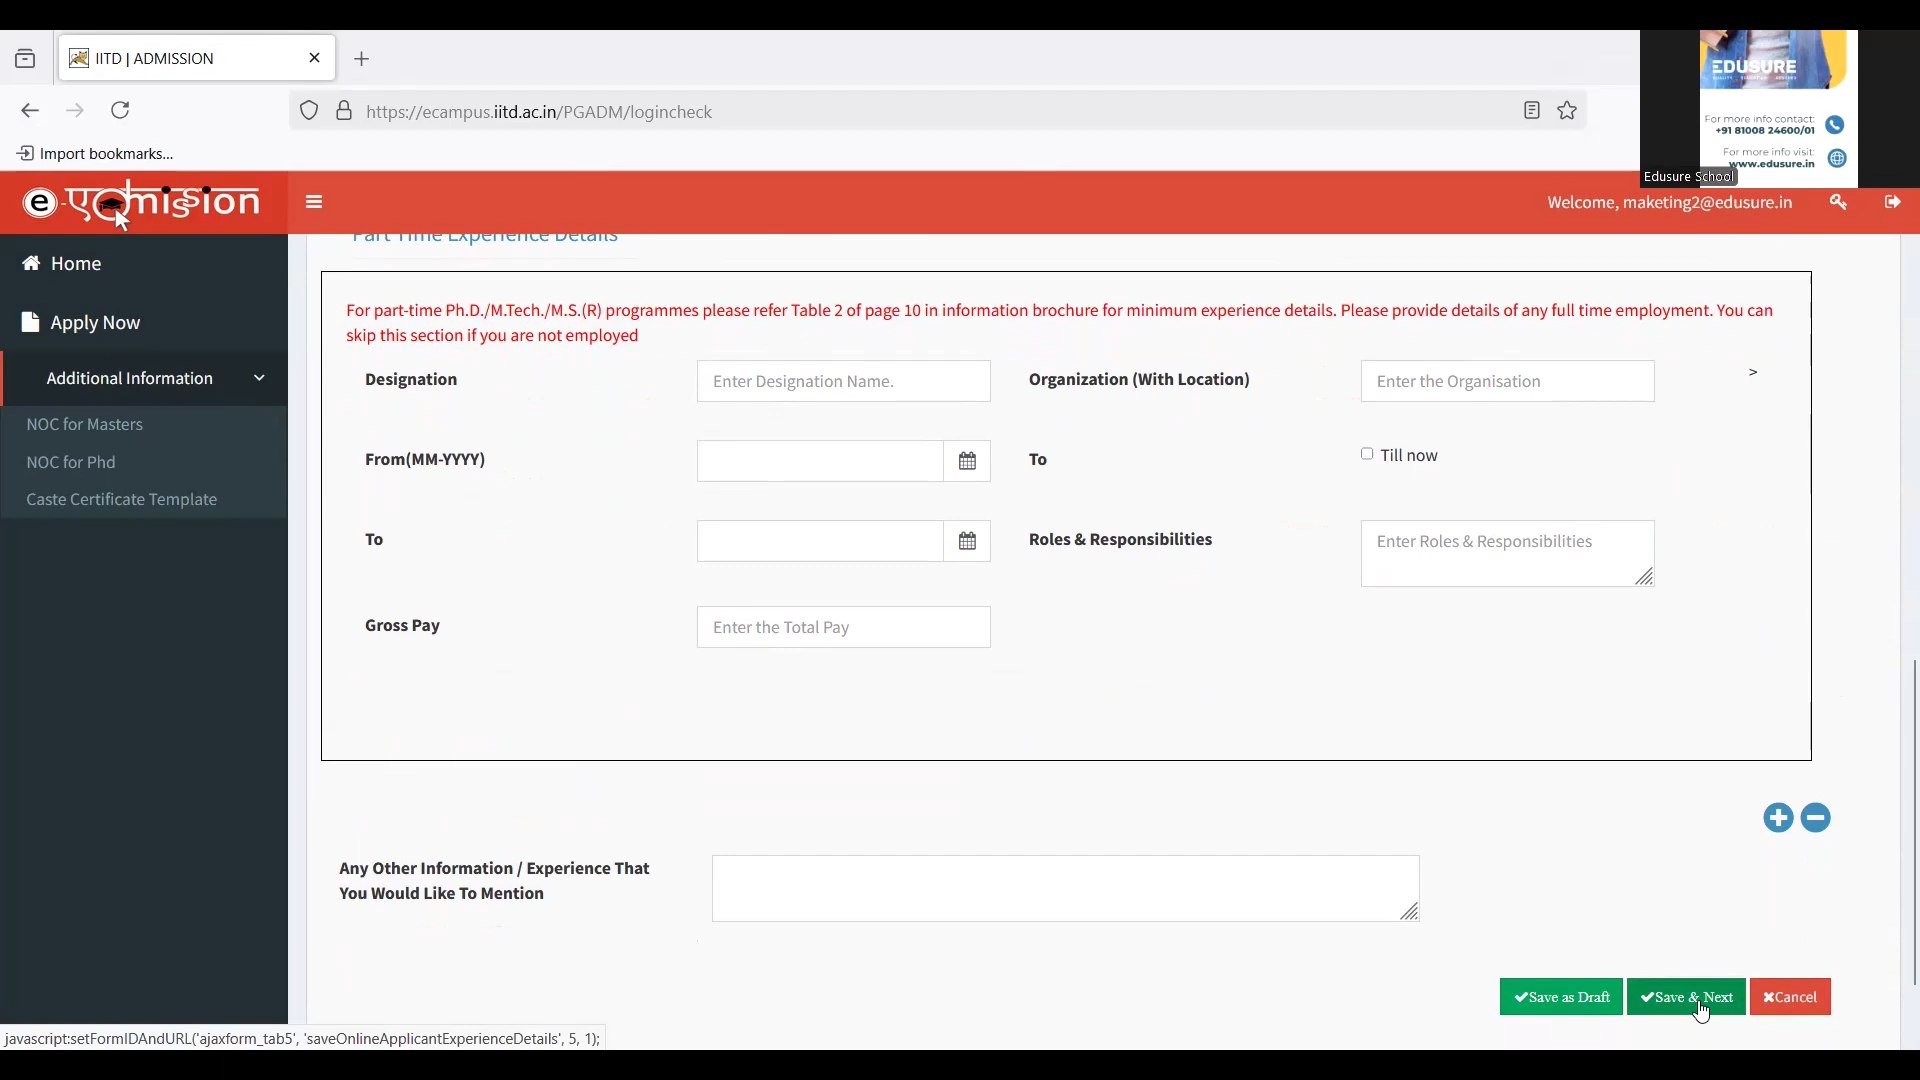 IITD | ADMISSION
https://ecampus.iitd.ac.in/PGADM/logincheck
Import bookmarks...
EDUSURE
For more info contact:
+91 81008 24600/01
For more info visit:
www.edusure.in
Edusure School
e-एdmission
Welcome, maketing2@edusure.in
Home
Apply Now
Additional Information
NOC for Masters
NOC for Phd
Caste Certificate Template
Part Time Experience Details
For part-time Ph.D./M.Tech./M.S.(R) programmes please refer Table 2 of page 10 in information brochure for minimum experience details. Please provide details of any full time employment. You can
skip this section if you are not employed
Designation
Enter Designation Name.
Organization (With Location)
Enter the Organisation
>
From(MM-YYYY)
To
Till now
To
Roles & Responsibilities
Enter Roles & Responsibilities
Gross Pay
Enter the Total Pay
Any Other Information / Experience That
You Would Like To Mention
Save as Draft
Save & Next
Cancel
javascript:setFormIDAndURL('ajaxform_tab5', 'saveOnlineApplicantExperienceDetails', 5, 1);